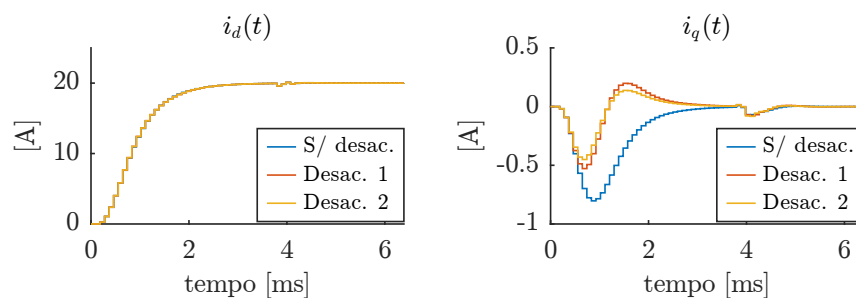 i_d(t)
[A]
20
10
0
0
2
4
6
tempo [ms]
S/ desac.
Desac. 1
Desac. 2
i_q(t)
[A]
0.5
0
-0.5
-1
0
2
4
6
tempo [ms]
S/ desac.
Desac. 1
Desac. 2